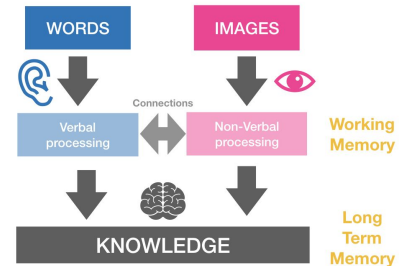 WORDS
IMAGES
Connections
Verbal
processing
Non-Verbal
processing
Working
Memory
KNOWLEDGE
Long
Term
Memory